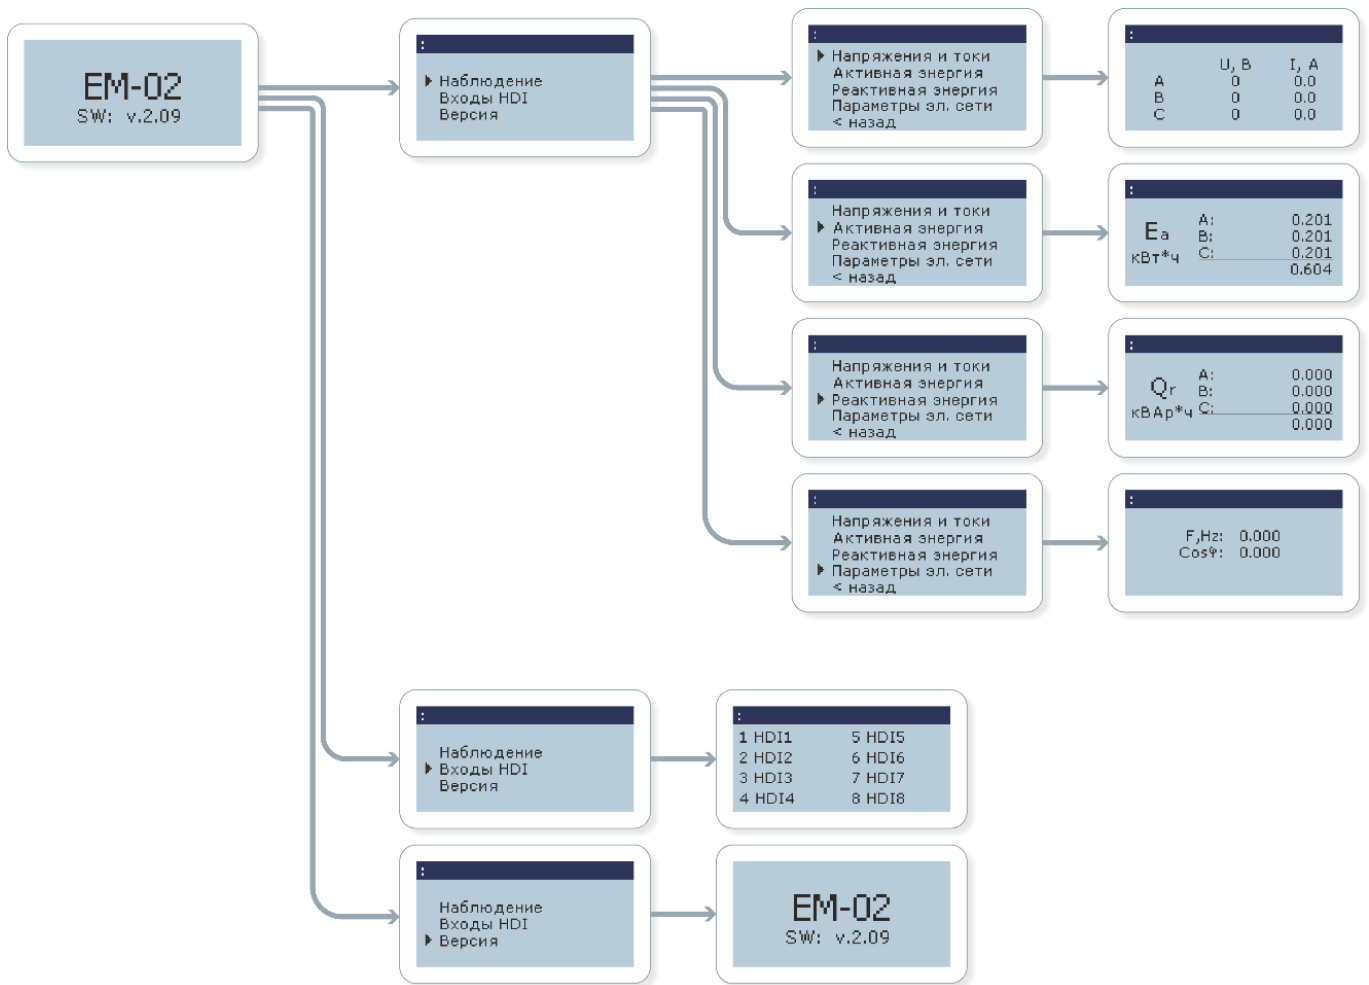 EM-02
SW: v.2.09
:
Наблюдение
Входы HDI
Версия
:
Напряжения и токи
Активная энергия
Реактивная энергия
Параметры эл. сети
< назад
:
U, В I, А
А 0 0.0
В 0 0.0
С 0 0.0
:
Напряжения и токи
Активная энергия
Реактивная энергия
Параметры эл. сети
< назад
:
Ea
кВт*ч
A: 0.201
B: 0.201
C: 0.201
0.604
:
Напряжения и токи
Активная энергия
Реактивная энергия
Параметры эл. сети
< назад
:
Qr
кВАр*ч
A: 0.000
B: 0.000
C: 0.000
0.000
:
Напряжения и токи
Активная энергия
Реактивная энергия
Параметры эл. сети
< назад
:
F,Hz: 0.000
Cosφ: 0.000
:
Наблюдение
Входы HDI
Версия
:
1 HDI1 5 HDI5
2 HDI2 6 HDI6
3 HDI3 7 HDI7
4 HDI4 8 HDI8
:
Наблюдение
Входы HDI
Версия
EM-02
SW: v.2.09